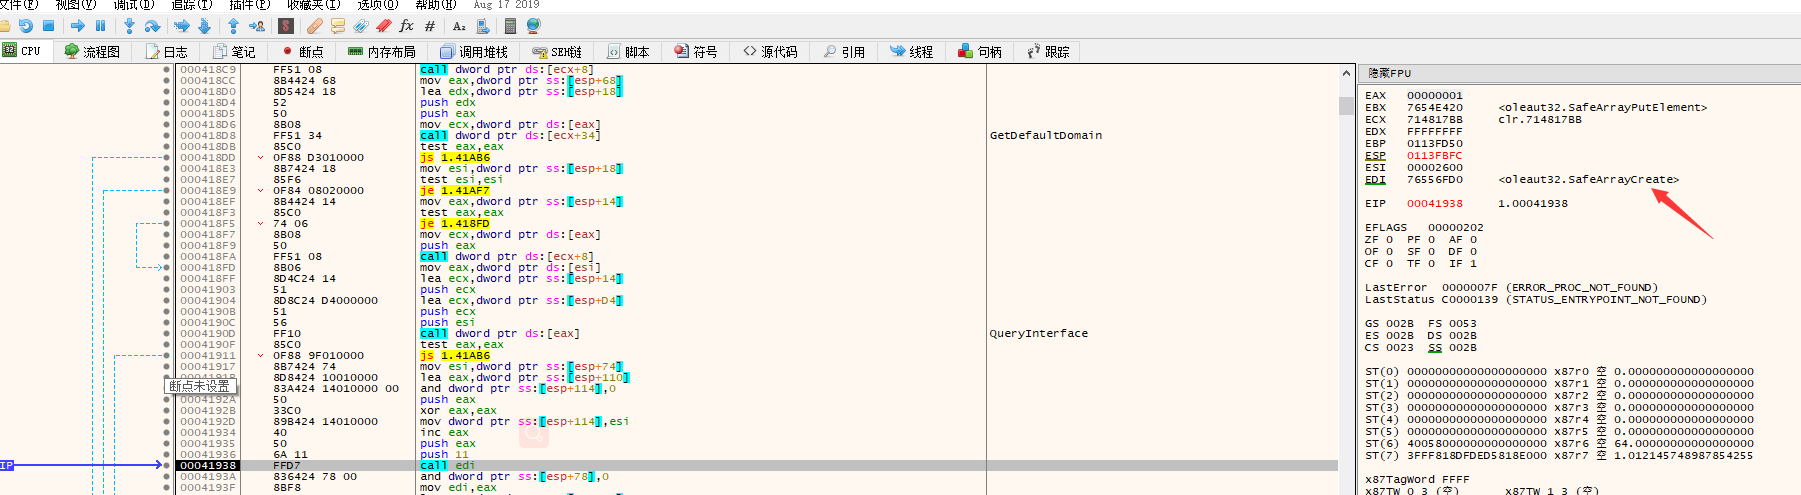 文件(F) 视图(V) 调试(D) 追踪(T) 插件(P) 收藏夹(I) 选项(O) 帮助(H) Aug 17 2019
CPU 流程图 日志 笔记 断点 内存布局 调用堆栈 SEH链 脚本 符号 源代码 引用 线程 句柄 跟踪
000418C9 FF51 08 call dword ptr ds:[ecx+8]
000418CC 8B4424 68 mov eax,dword ptr ss:[esp+68]
000418D0 8D5424 18 lea edx,dword ptr ss:[esp+18]
000418D4 52 push edx
000418D5 50 push eax
000418D6 8B08 mov ecx,dword ptr ds:[eax]
000418D8 FF51 34 call dword ptr ds:[ecx+34] GetDefaultDomain
000418DB 85C0 test eax,eax
000418DD 0F88 D3010000 js 1.41AB6
000418E3 8B7424 18 mov esi,dword ptr ss:[esp+18]
000418E7 85F6 test esi,esi
000418E9 0F84 08020000 je 1.41AF7
000418EF 8B4424 14 mov eax,dword ptr ss:[esp+14]
000418F3 85C0 test eax,eax
000418F5 74 06 je 1.418FD
000418F7 8B08 mov ecx,dword ptr ds:[eax]
000418F9 50 push eax
000418FA FF51 08 call dword ptr ds:[ecx+8]
000418FD 8B06 mov eax,dword ptr ds:[esi]
000418FF 8D4C24 14 lea ecx,dword ptr ss:[esp+14]
00041903 51 push ecx
00041904 8D8C24 D4000000 lea ecx,dword ptr ss:[esp+D4]
0004190B 51 push ecx
0004190C 56 push esi
0004190D FF10 call dword ptr ds:[eax] QueryInterface
0004190F 85C0 test eax,eax
00041911 0F88 9F010000 js 1.41AB6
00041917 8B7424 74 mov esi,dword ptr ss:[esp+74]
0004191B 8D8424 10010000 lea eax,dword ptr ss:[esp+110]
断点未设置 83A424 14010000 00 and dword ptr ss:[esp+114],0
0004192A 50 push eax
0004192B 33C0 xor eax,eax
0004192D 89B424 14010000 mov dword ptr ss:[esp+114],esi
00041934 40 inc eax
00041935 50 push eax
00041936 6A 11 push 11
00041938 FFD7 call edi
0004193A 836424 78 00 and dword ptr ss:[esp+78],0
0004193F 8BF8 mov edi,eax
隐藏FPU
EAX 00000001
EBX 7654E420 <oleaut32.SafeArrayPutElement>
ECX 714817BB clr.714817BB
EDX FFFFFFFF
EBP 0113FD50
ESP 0113FBFC
ESI 00002600
EDI 76556FD0 <oleaut32.SafeArrayCreate>
EIP 00041938 1.00041938
EFLAGS 00000202
ZF 0 PF 0 AF 0
OF 0 SF 0 DF 0
CF 0 TF 0 IF 1
LastError 0000007F (ERROR_PROC_NOT_FOUND)
LastStatus C0000139 (STATUS_ENTRYPOINT_NOT_FOUND)
GS 002B FS 0053
ES 002B DS 002B
CS 0023 SS 002B
ST(0) 00000000000000000000 x87r0 空 0.000000000000000000
ST(1) 00000000000000000000 x87r1 空 0.000000000000000000
ST(2) 00000000000000000000 x87r2 空 0.000000000000000000
ST(3) 00000000000000000000 x87r3 空 0.000000000000000000
ST(4) 00000000000000000000 x87r4 空 0.000000000000000000
ST(5) 00000000000000000000 x87r5 空 0.000000000000000000
ST(6) 40058000000000000000 x87r6 空 64.00000000000000000
ST(7) 3FFF818DFDED5818E000 x87r7 空 1.012145748987854255
x87TagWord FFFF
x87TW_0 3 (空) x87TW_1 3 (空)